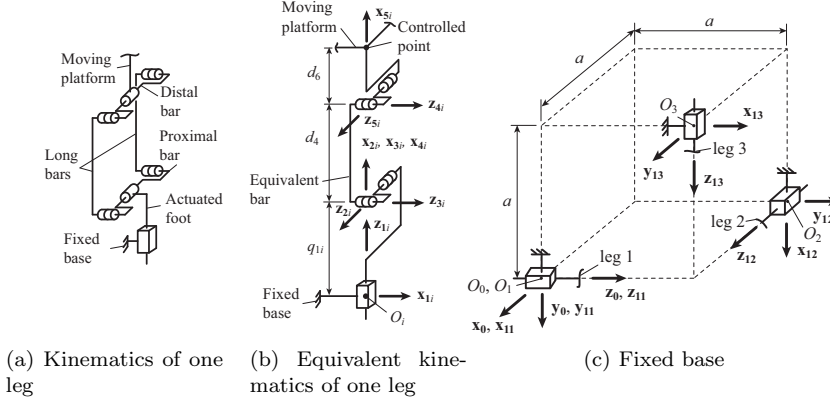 Moving
platform
Distal
bar
Proximal
bar
Long
bars
Actuated
foot
Fixed
base
(a) Kinematics of one
leg
x5i
Moving
platform
Controlled
point
d6
z4i
z5i
d4
x2i, x3i, x4i
Equivalent
bar
z2i
z3i
z1i
q1i
Fixed
base
x1i
Oi
(b) Equivalent kine-
matics of one leg
a
a
O3
x13
leg 3
y13
z13
a
leg 2
y12
O2
z12
x12
leg 1
O0, O1
z0, z11
x0, x11
y0, y11
(c) Fixed base